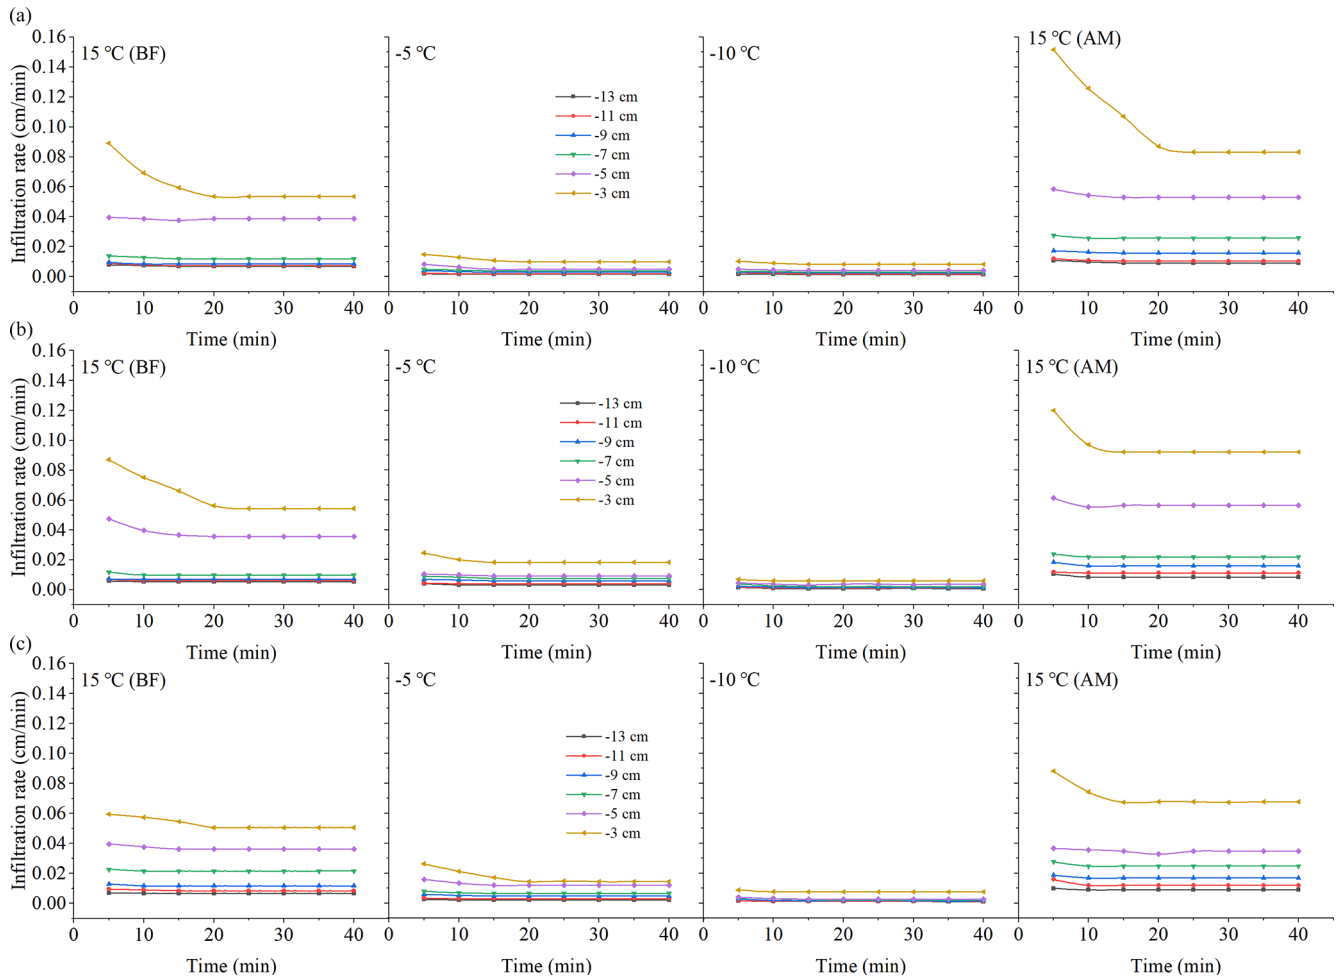 (a)
Infiltration rate (cm/min)
0.16
0.14
0.12
0.10
0.08
0.06
0.04
0.02
0.00
15 ℃ (BF)
-5 ℃
-10 ℃
15 ℃ (AM)
-13 cm
-11 cm
-9 cm
-7 cm
-5 cm
-3 cm
0 10 20 30 40 0 10 20 30 40 0 10 20 30 40 0 10 20 30 40
Time (min) Time (min) Time (min) Time (min)
(b)
Infiltration rate (cm/min)
0.16
0.14
0.12
0.10
0.08
0.06
0.04
0.02
0.00
15 ℃ (BF)
-5 ℃
-10 ℃
15 ℃ (AM)
-13 cm
-11 cm
-9 cm
-7 cm
-5 cm
-3 cm
0 10 20 30 40 0 10 20 30 40 0 10 20 30 40 0 10 20 30 40
Time (min) Time (min) Time (min) Time (min)
(c)
Infiltration rate (cm/min)
0.16
0.14
0.12
0.10
0.08
0.06
0.04
0.02
0.00
15 ℃ (BF)
-5 ℃
-10 ℃
15 ℃ (AM)
-13 cm
-11 cm
-9 cm
-7 cm
-5 cm
-3 cm
0 10 20 30 40 0 10 20 30 40 0 10 20 30 40 0 10 20 30 40
Time (min) Time (min) Time (min) Time (min)